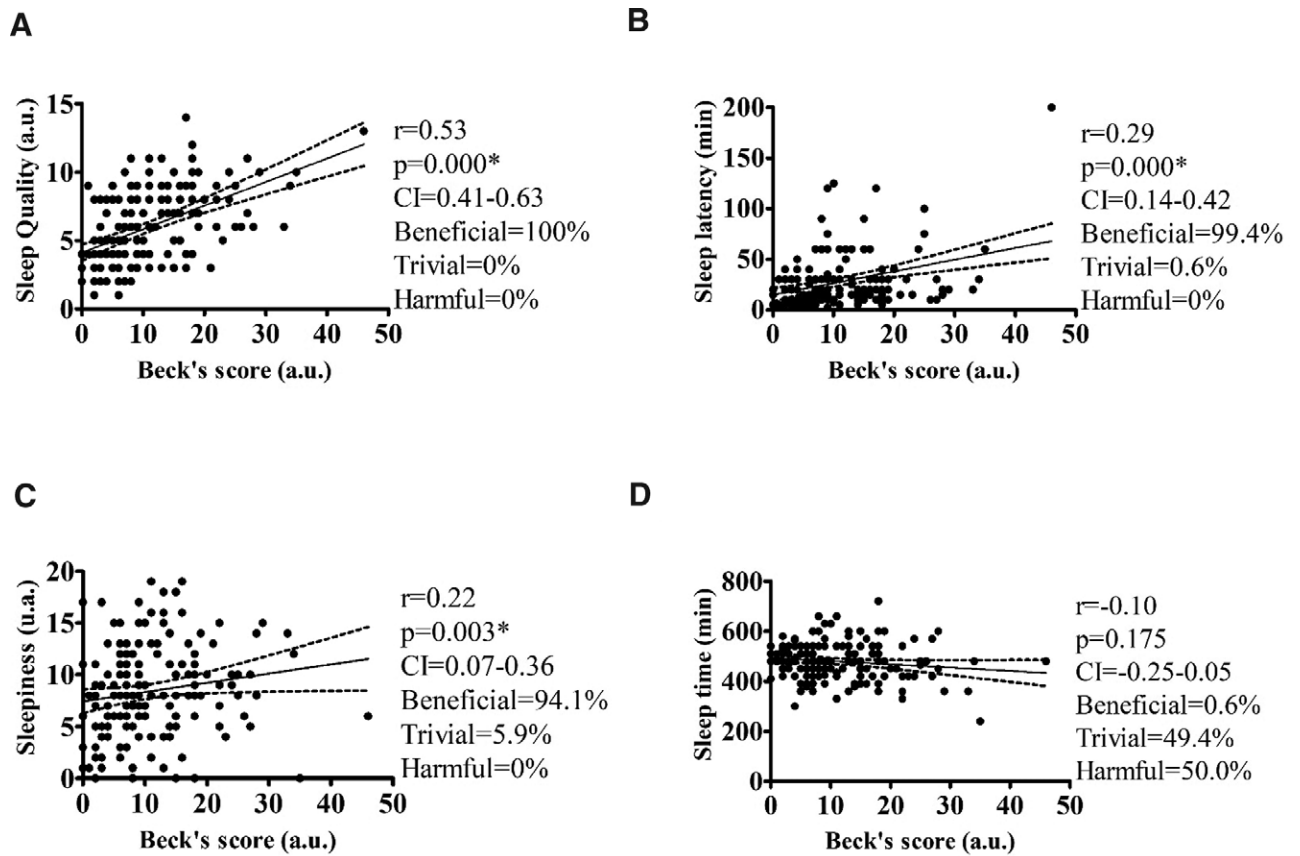 A
Sleep Quality (a.u.)
15
10
5
0
0 10 20 30 40 50
Beck's score (a.u.)
r=0.53
p=0.000*
CI=0.41-0.63
Beneficial=100%
Trivial=0%
Harmful=0%
B
Sleep latency (min)
200
150
100
50
0
0 10 20 30 40 50
Beck's score (a.u.)
r=0.29
p=0.000*
CI=0.14-0.42
Beneficial=99.4%
Trivial=0.6%
Harmful=0%
C
Sleepiness (u.a.)
20
15
10
5
0
0 10 20 30 40 50
Beck's score (a.u.)
r=0.22
p=0.003*
CI=0.07-0.36
Beneficial=94.1%
Trivial=5.9%
Harmful=0%
D
Sleep time (min)
800
600
400
200
0
0 10 20 30 40 50
Beck's score (a.u.)
r=-0.10
p=0.175
CI=-0.25-0.05
Beneficial=0.6%
Trivial=49.4%
Harmful=50.0%